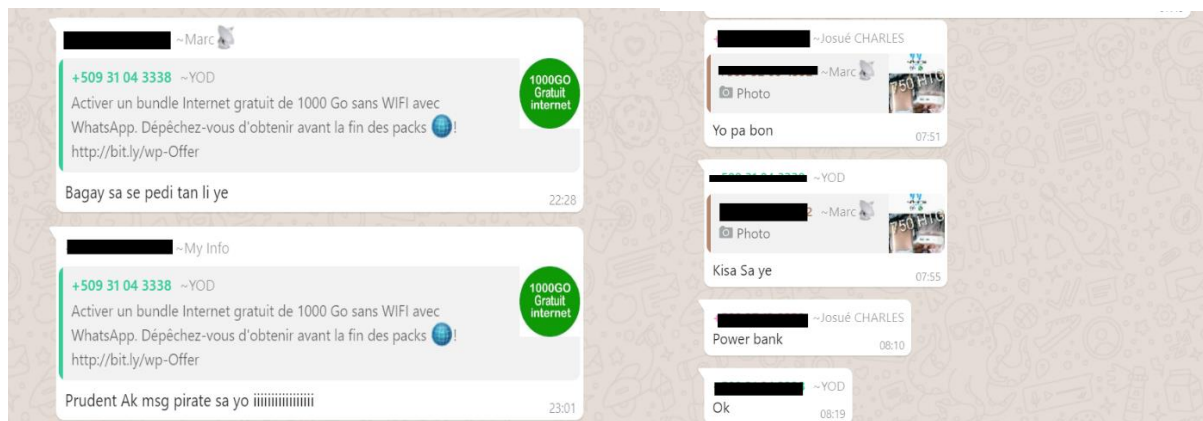 ~Marc
+509 31 04 3338 ~YOD
Activer un bundle Internet gratuit de 1000 Go sans WIFI avec
WhatsApp. Dépêchez-vous d'obtenir avant la fin des packs !
http://bit.ly/wp-Offer
1000GO
Gratuit
internet
Bagay sa se pedi tan li ye
22:28
~My Info
+509 31 04 3338 ~YOD
Activer un bundle Internet gratuit de 1000 Go sans WIFI avec
WhatsApp. Dépêchez-vous d'obtenir avant la fin des packs !
http://bit.ly/wp-Offer
1000GO
Gratuit
internet
Prudent Ak msg pirate sa yo iiiiiiiiiiiiiiii
23:01
~Josué CHARLES
~Marc
Photo
750 HTG
Yo pa bon
07:51
~YOD
2 ~Marc
Photo
750 HTG
Kisa Sa ye
07:55
~Josué CHARLES
Power bank
08:10
~YOD
Ok
08:19